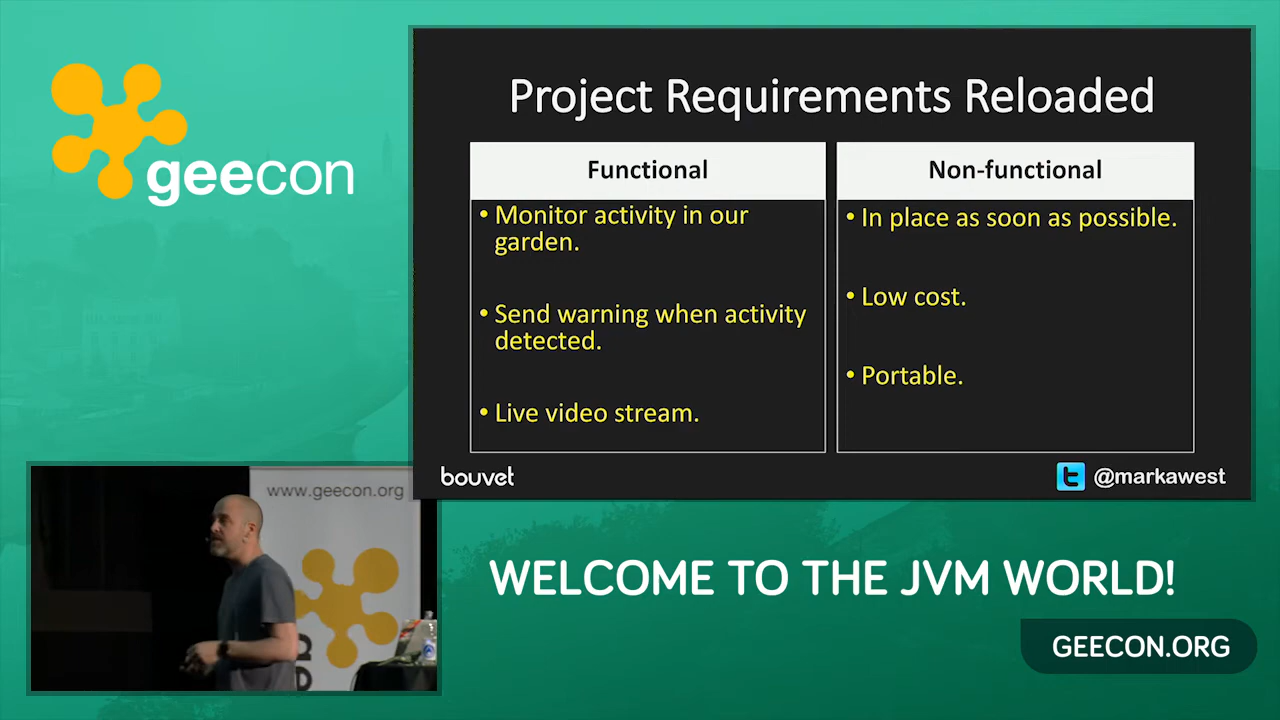 geecon
Project Requirements Reloaded
Functional
Non-functional
• Monitor activity in our
garden.
• Send warning when activity
detected.
• Live video stream.
• In place as soon as possible.
• Low cost.
• Portable.
bouvet
@markawest
www.geecon.org
WELCOME TO THE JVM WORLD!
GEECON.ORG